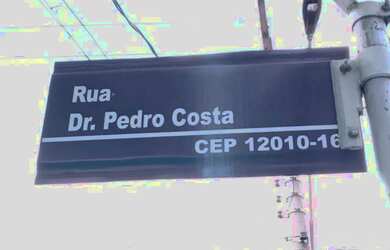 Rua
Dr. Pedro Costa
CEP 12010-16